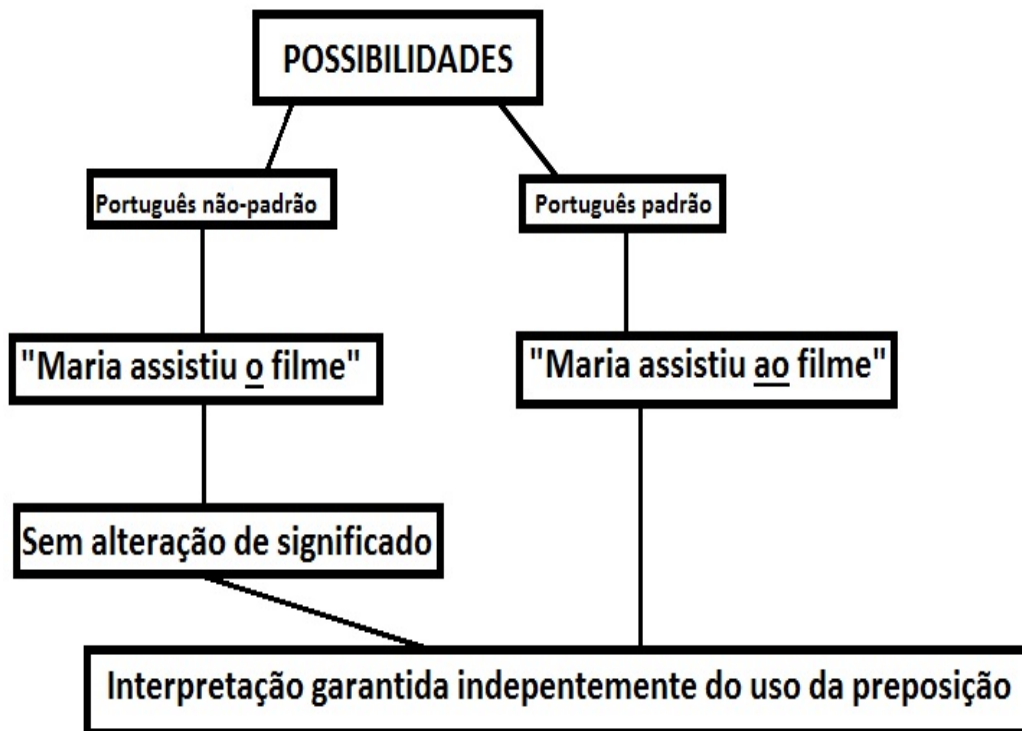 POSSIBILIDADES
Português não-padrão
Português padrão
"Maria assistiu o filme"
"Maria assistiu ao filme"
Sem alteração de significado
Interpretação garantida indepentemente do uso da preposição